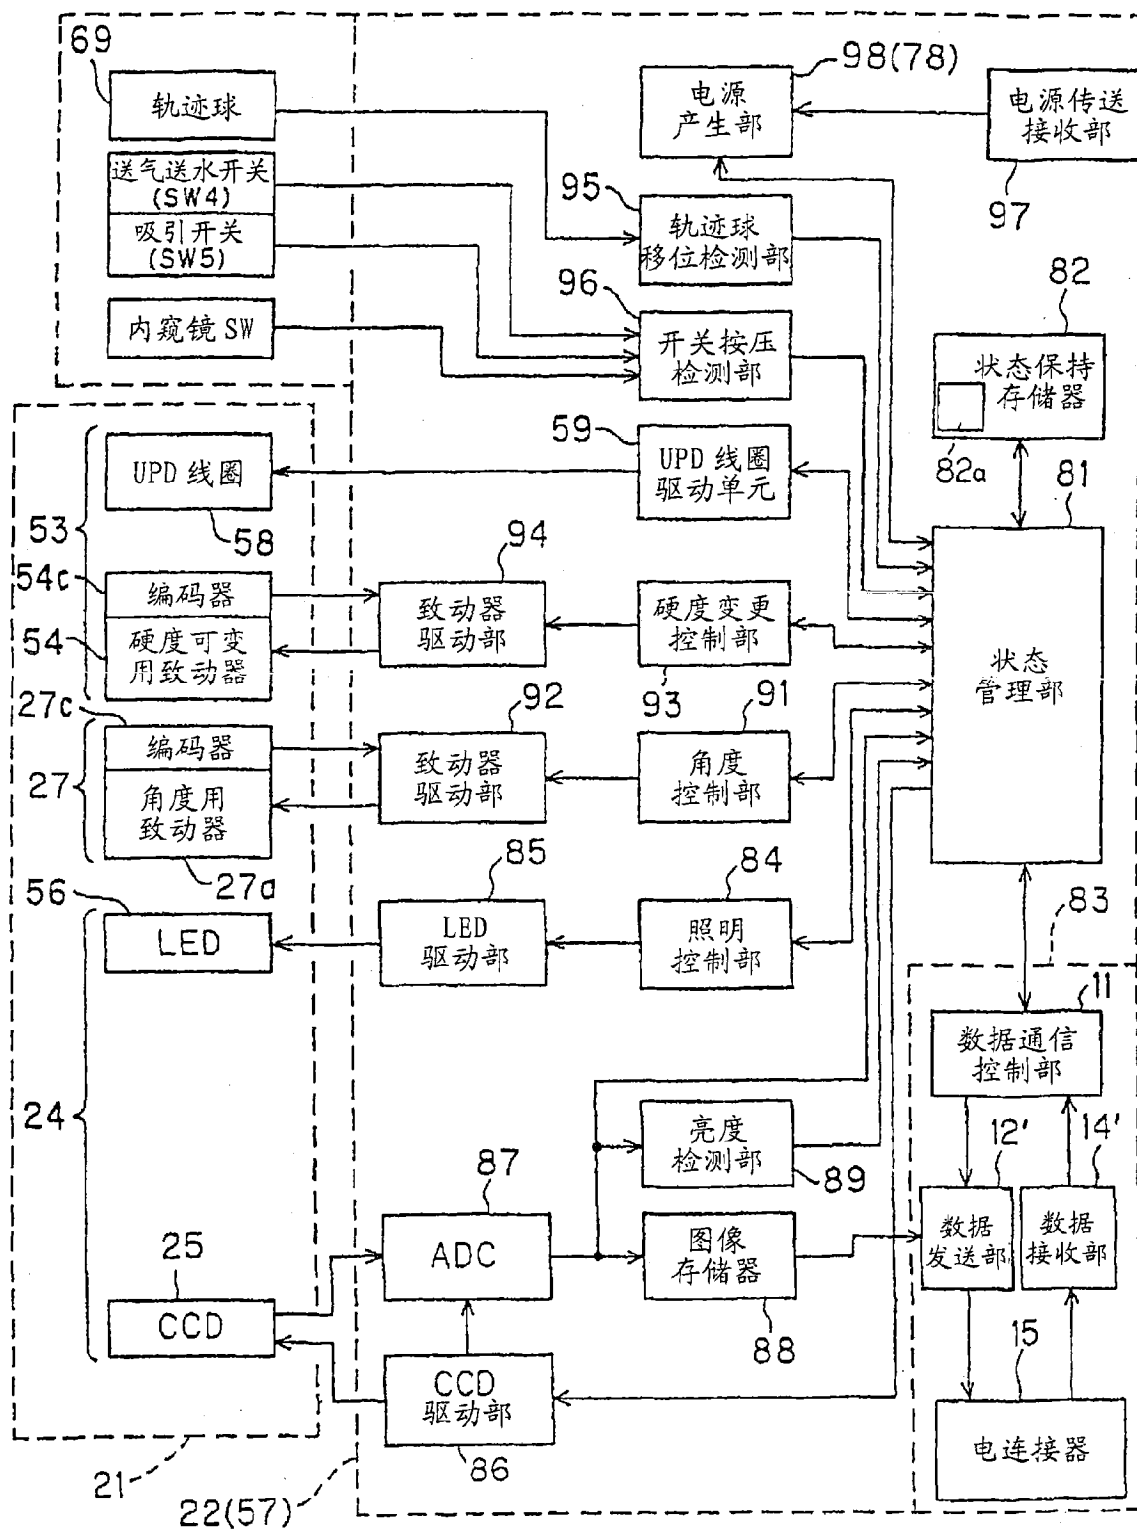 69
轨迹球
送气送水开关
(SW4)
吸引开关
(SW5)
内窥镜 SW
98(78)
电源
产生部
电源传送
接收部
97
95
轨迹球
移位检测部
96
开关按压
检测部
82
状态保持
存储器
82a
53
UPD 线圈
58
59
UPD 线圈
驱动单元
81
状态
管理部
54c
编码器
54
硬度可变
用致动器
94
致动器
驱动部
硬度变更
控制部
93
27c
编码器
27
角度用
致动器
27a
92
致动器
驱动部
91
角度
控制部
56
LED
85
LED
驱动部
84
照明
控制部
83
11
数据通信
控制部
24
亮度
检测部
89
12'
数据
发送部
14'
数据
接收部
87
ADC
图像
存储器
88
25
CCD
CCD
驱动部
86
15
电连接器
21
22(57)